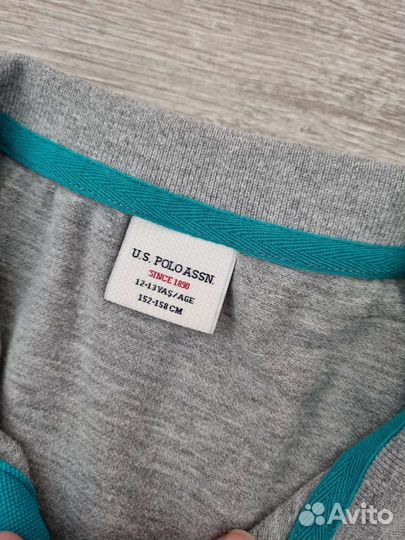 U.S. POLO ASSN.
SINCE 1890
12-13 YAS/AGE
152-158 CM
Avito